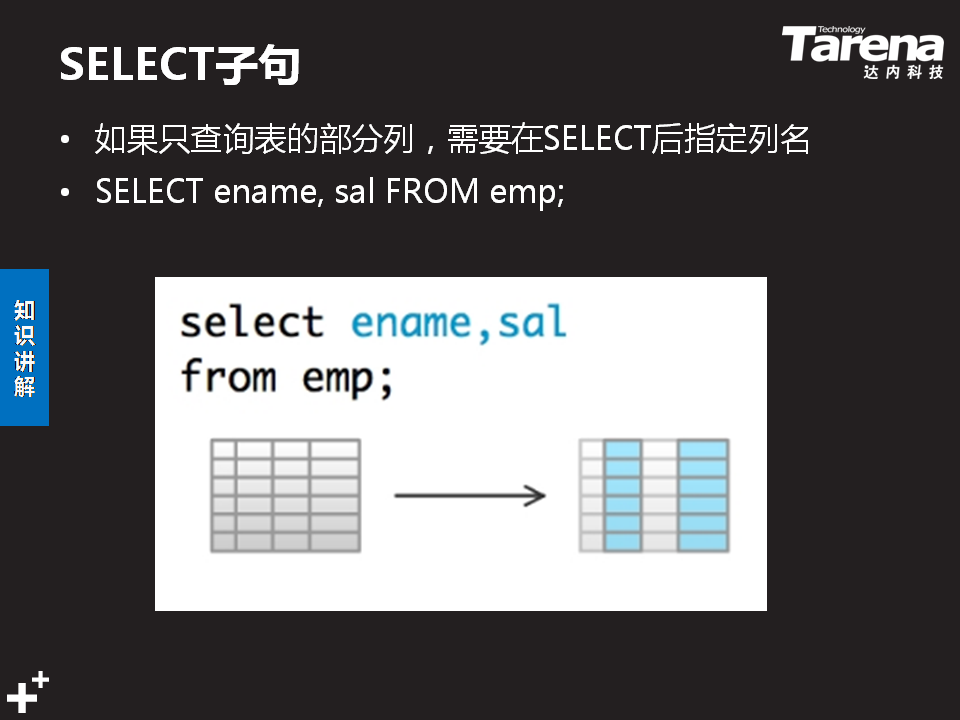 SELECT子句
Technology
Tarena
达内科技
• 如果只查询表的部分列，需要在SELECT后指定列名
• SELECT ename, sal FROM emp;
知识讲解
select ename,sal
from emp;